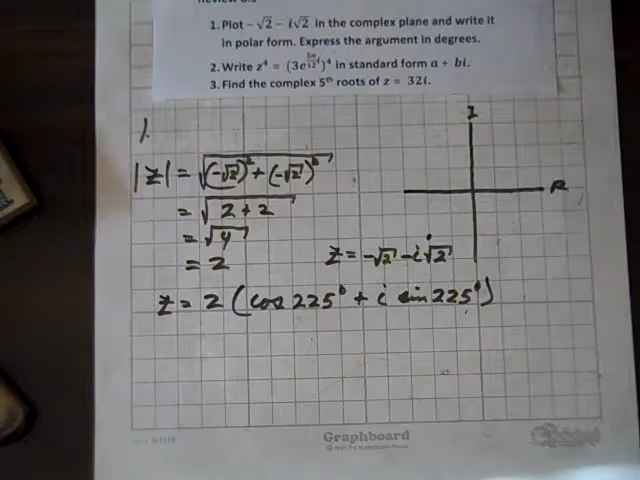 1. Plot −√2 − i√2 in the complex plane and write it
in polar form. Express the argument in degrees.
2. Write z⁴ = (3e^(5π/12 i))⁴ in standard form a + bi.
3. Find the complex 5th roots of z = 32i.
I
1.
|z| = √((-√2)² + (-√2)²)
R
= √(2+2)
= √4
z = -√2 - i√2
= 2
z = 2 (cos 225° + i sin 225°)
Graphboard